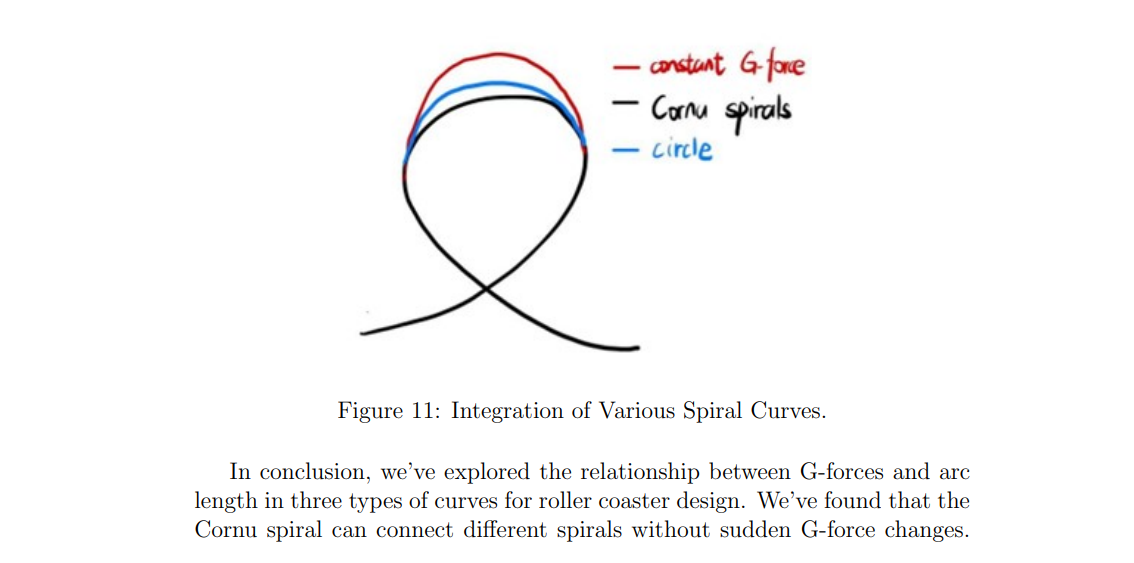 constant G-force
Cornu spirals
circle
Figure 11: Integration of Various Spiral Curves.
In conclusion, we've explored the relationship between G-forces and arc
length in three types of curves for roller coaster design. We've found that the
Cornu spiral can connect different spirals without sudden G-force changes.